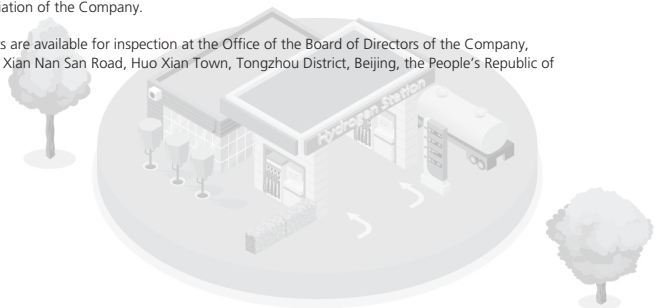 iation of the Company.
s are available for inspection at the Office of the Board of Directors of the Company,
Xian Nan San Road, Huo Xian Town, Tongzhou District, Beijing, the People's Republic of
Hydrogen Station